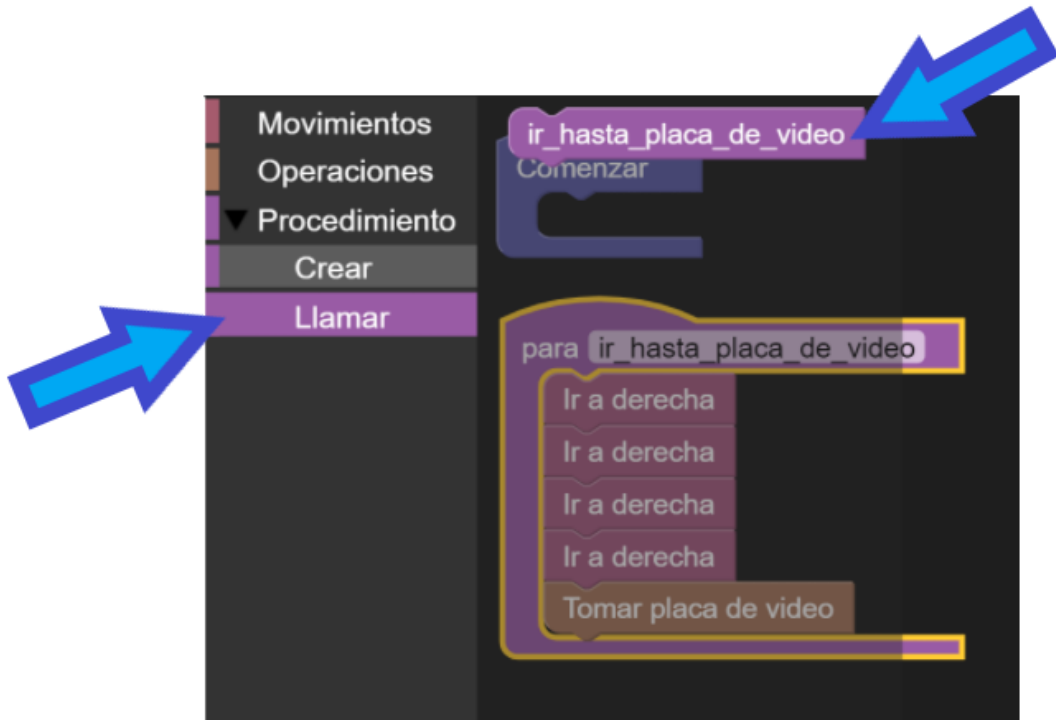 Movimientos
Operaciones
Procedimiento
Crear
Llamar
ir_hasta_placa_de_video
Comenzar
para ir_hasta_placa_de_video
Ir a derecha
Ir a derecha
Ir a derecha
Ir a derecha
Tomar placa de video